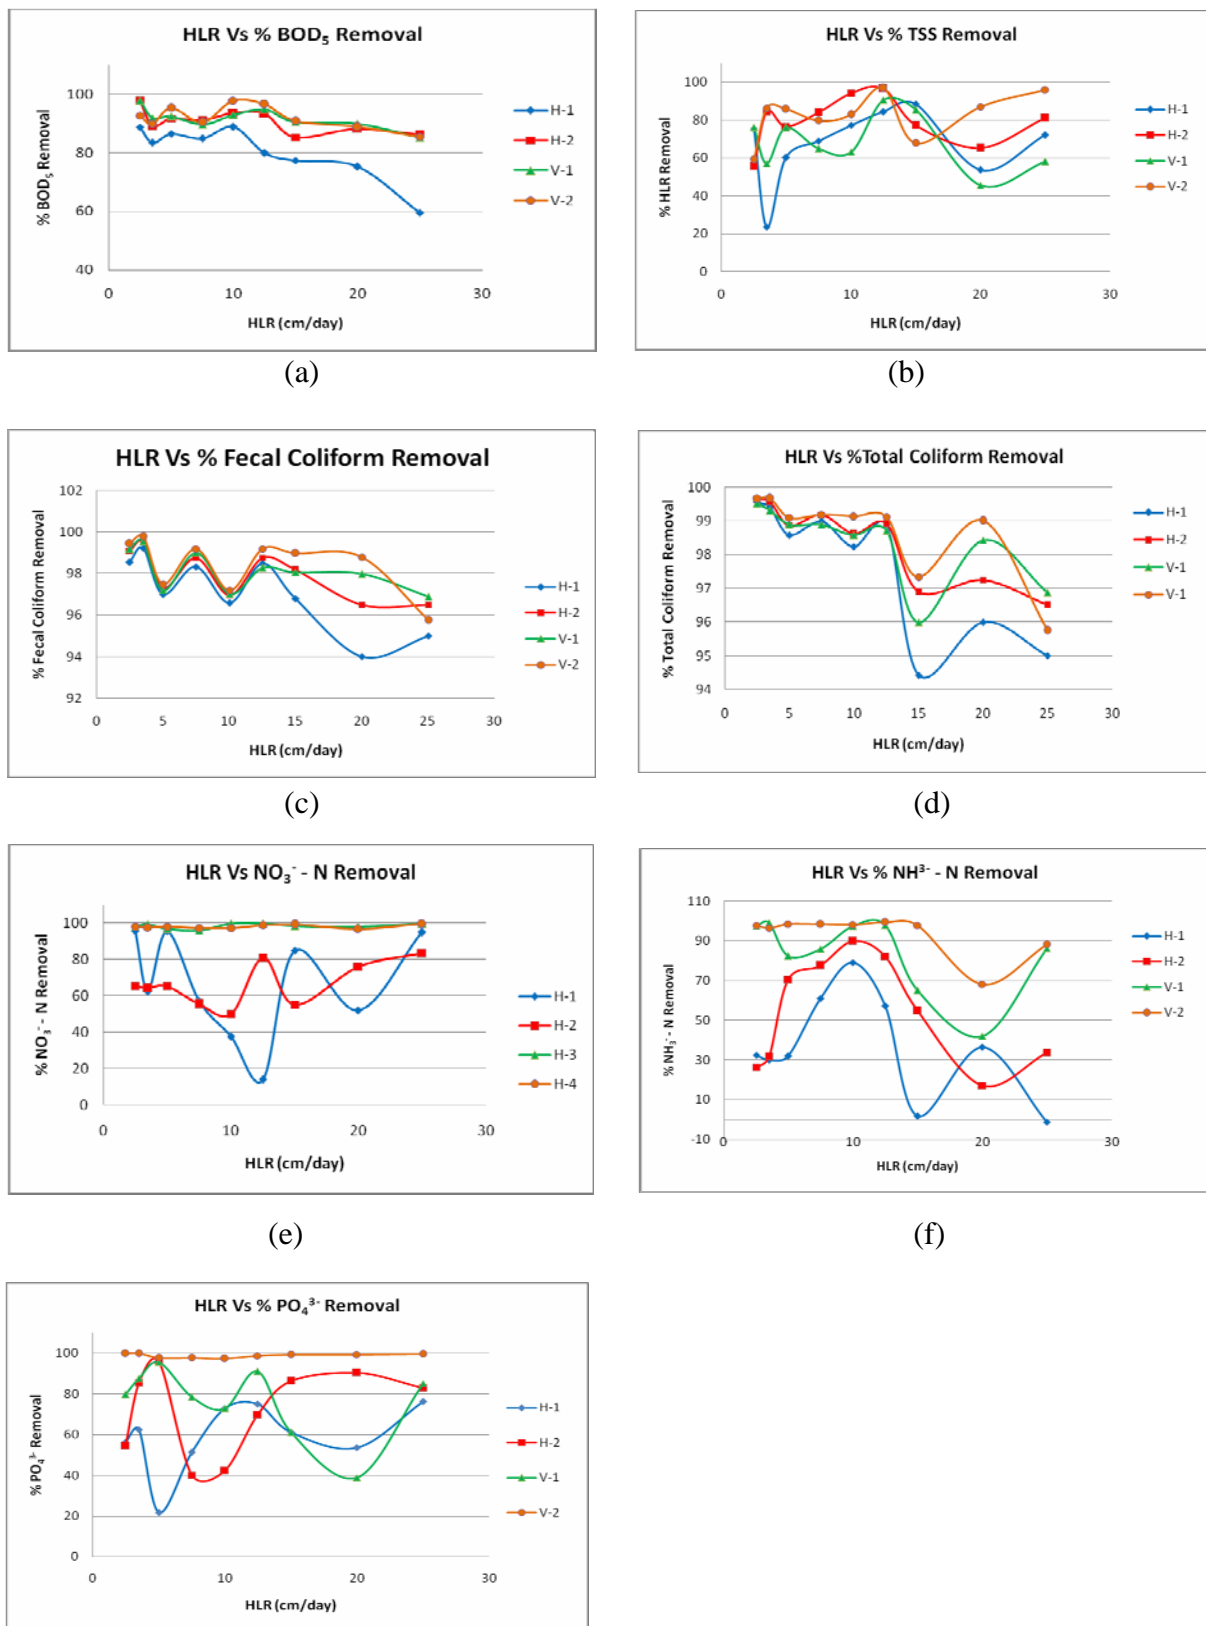 HLR Vs % BOD₅ Removal
% BOD₅ Removal
100
80
60
40
0
10
20
30
HLR (cm/day)
H-1
H-2
V-1
V-2
(a)
HLR Vs % TSS Removal
% HLR Removal
100
80
60
40
20
0
0
10
20
30
HLR (cm/day)
H-1
H-2
V-1
V-2
(b)
HLR Vs % Fecal Coliform Removal
% Fecal Coliform Removal
102
100
98
96
94
92
0
5
10
15
20
25
30
HLR (cm/day)
H-1
H-2
V-1
V-2
(c)
HLR Vs %Total Coliform Removal
% Total Coliform Removal
100
99
98
97
96
95
94
0
5
10
15
20
25
30
HLR (cm/day)
H-1
H-2
V-1
V-1
(d)
HLR Vs NO₃⁻ - N Removal
% NO₃⁻ - N Removal
100
80
60
40
20
0
0
10
20
30
HLR (cm/day)
H-1
H-2
H-3
H-4
(e)
HLR Vs % NH³⁻ - N Removal
% NH₃⁻ - N Removal
110
90
70
50
30
10
-10
0
10
20
30
HLR (cm/day)
H-1
H-2
V-1
V-2
(f)
HLR Vs % PO₄³⁻ Removal
% PO₄³⁻ Removal
100
80
60
40
20
0
0
10
20
30
HLR (cm/day)
H-1
H-2
V-1
V-2